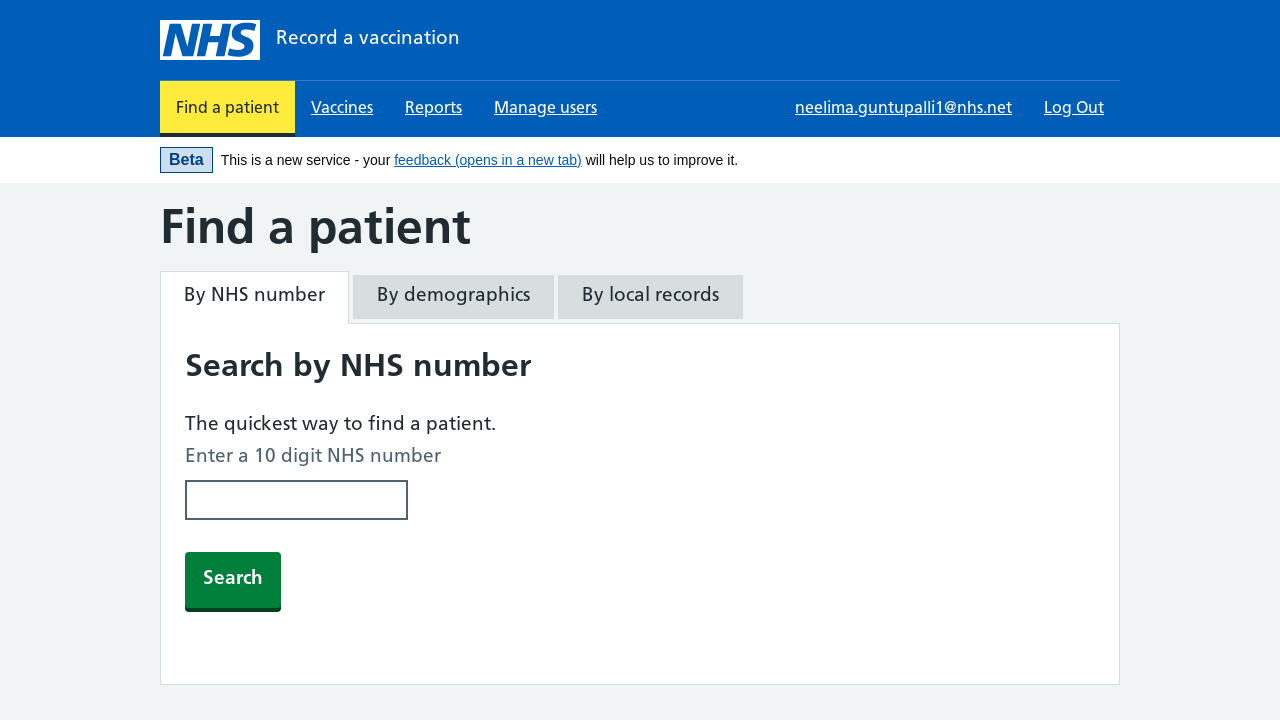 NHS Record a vaccination
Find a patient Vaccines Reports Manage users neelima.guntupalli1@nhs.net Log Out
Beta This is a new service - your feedback (opens in a new tab) will help us to improve it.
Find a patient
By NHS number By demographics By local records
Search by NHS number
The quickest way to find a patient.
Enter a 10 digit NHS number
Search